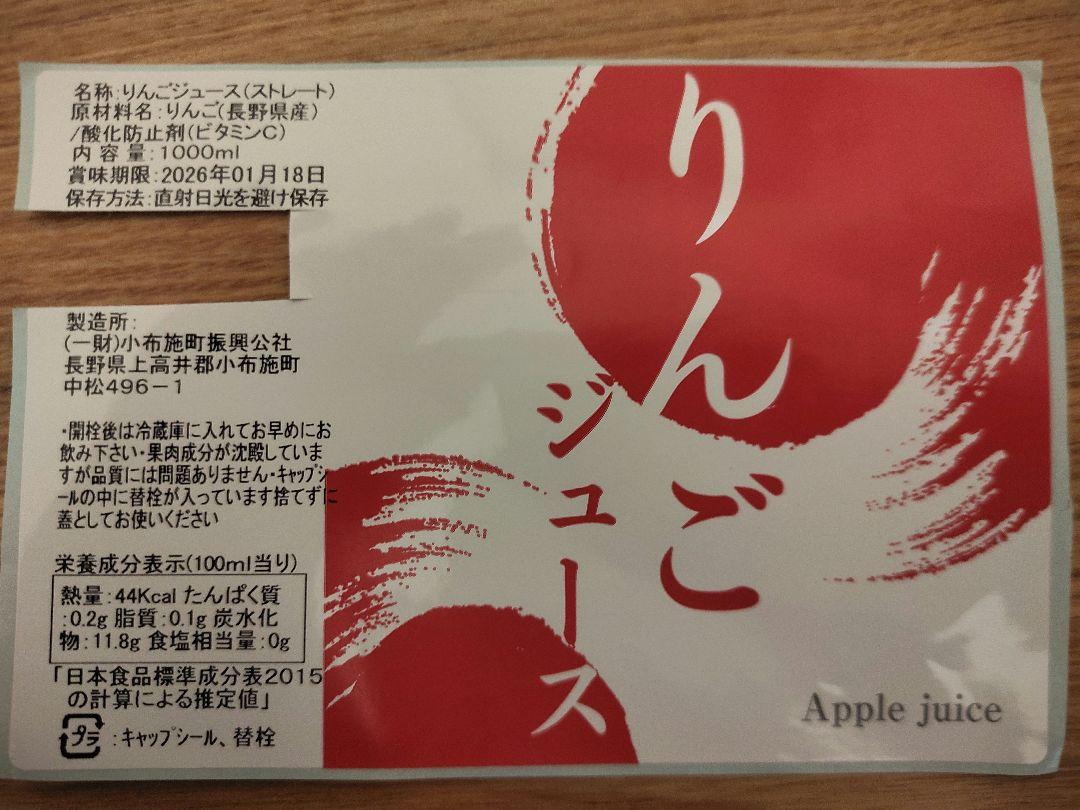 名称:りんごジュース(ストレート)
原材料名:りんご(長野県産)
/酸化防止剤(ビタミンC)
内容量:1000ml
賞味期限:2026年01月18日
保存方法:直射日光を避け保存
製造所:
(一財)小布施町振興公社
長野県上高井郡小布施町
中松496-1
・開栓後は冷蔵庫に入れてお早めにお
飲み下さい・果肉成分が沈殿していま
すが品質には問題ありません・キャップシ
ールの中に替栓が入っています捨てずに
蓋としてお使いください
栄養成分表示(100ml当り)
熱量:44Kcal たんぱく質
:0.2g 脂質:0.1g 炭水化
物:11.8g 食塩相当量:0g
「日本食品標準成分表2015
の計算による推定値」
プラ:キャップシール、替栓
りんご
ジュース
Apple juice